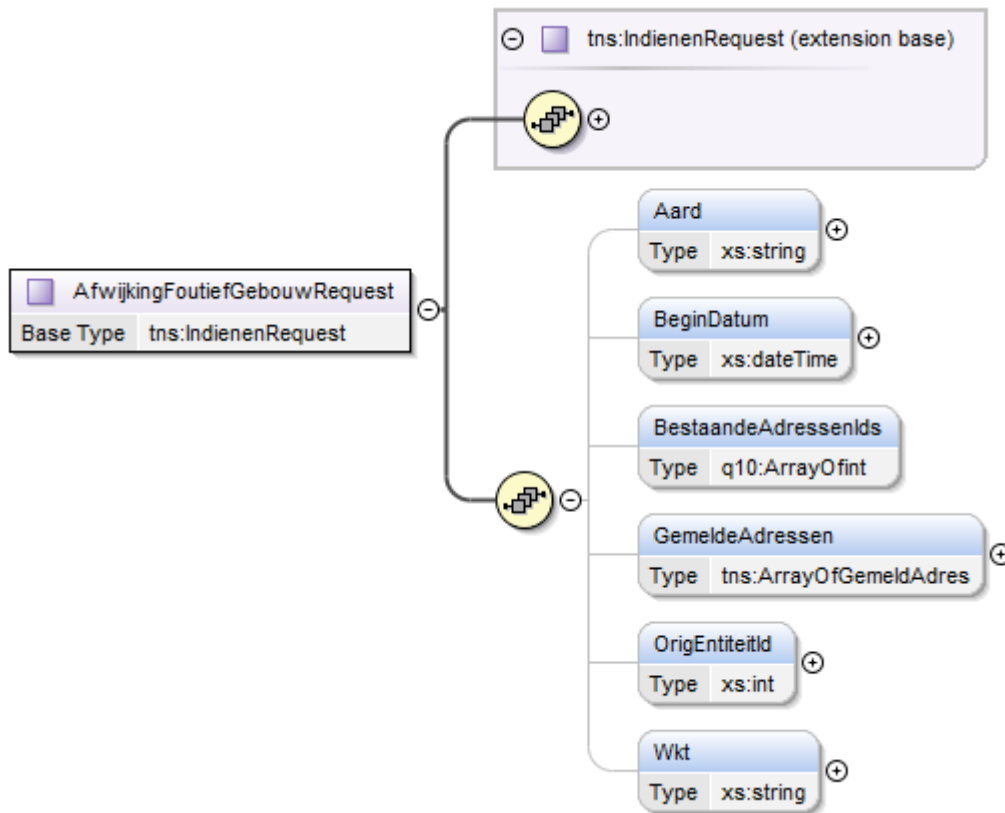 tns:IndienenRequest (extension base)
AfwijkingFoutiefGebouwRequest
Base Type tns:IndienenRequest
Aard
Type xs:string
BeginDatum
Type xs:dateTime
BestaandeAdressenIds
Type q10:ArrayOfint
GemeldeAdressen
Type tns:ArrayOfGemeldAdres
OrigEntiteitId
Type xs:int
Wkt
Type xs:string